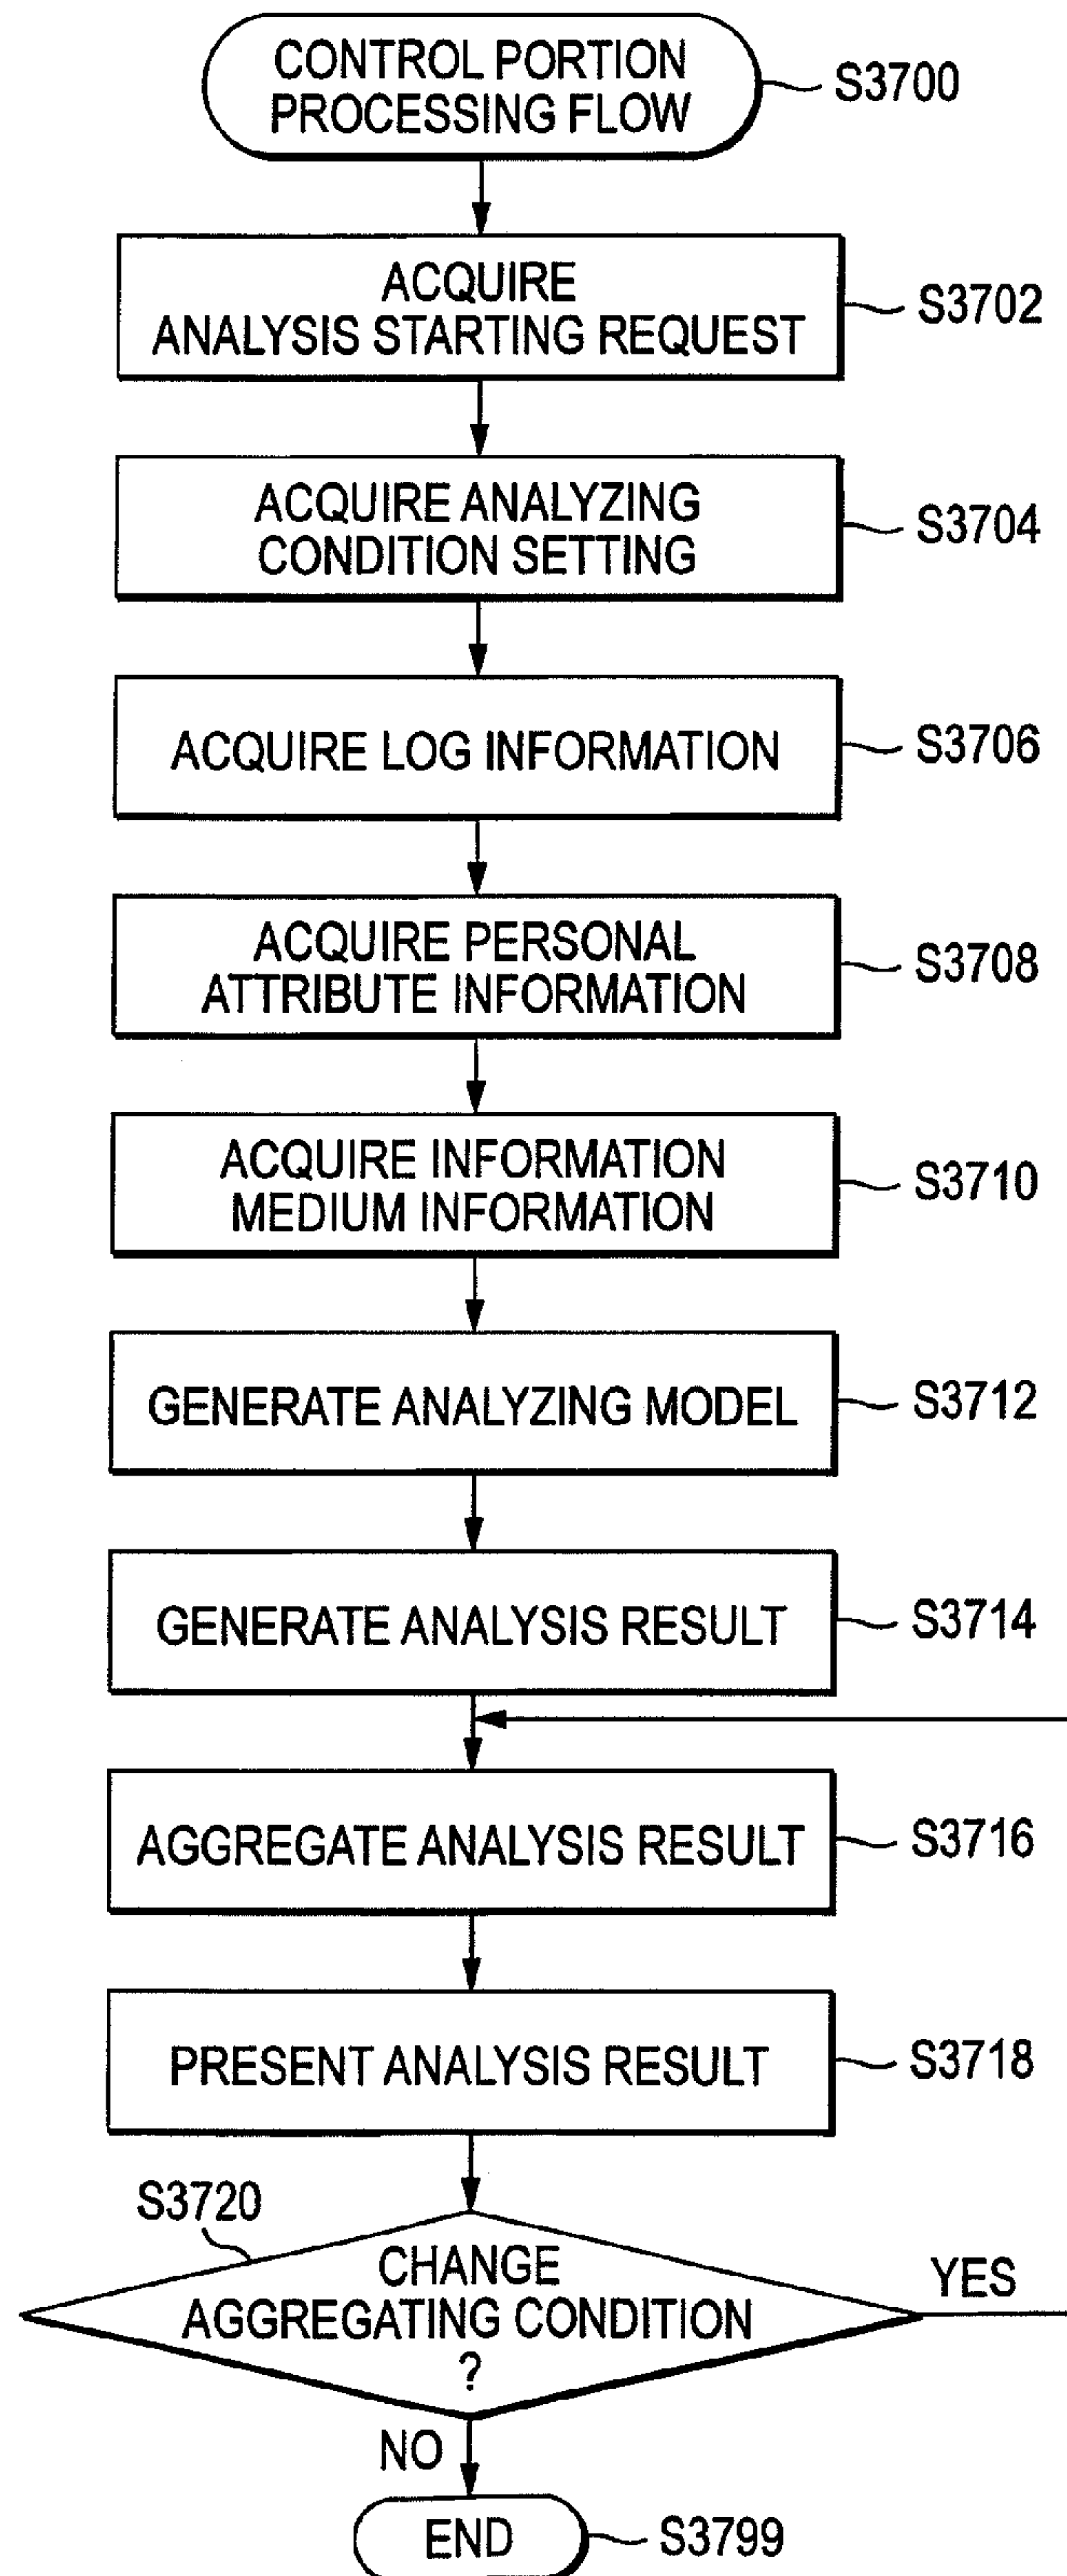 CONTROL PORTION
PROCESSING FLOW
S3700
ACQUIRE
ANALYSIS STARTING REQUEST
S3702
ACQUIRE ANALYZING
CONDITION SETTING
S3704
ACQUIRE LOG INFORMATION
S3706
ACQUIRE PERSONAL
ATTRIBUTE INFORMATION
S3708
ACQUIRE INFORMATION
MEDIUM INFORMATION
S3710
GENERATE ANALYZING MODEL
S3712
GENERATE ANALYSIS RESULT
S3714
AGGREGATE ANALYSIS RESULT
S3716
PRESENT ANALYSIS RESULT
S3718
S3720
CHANGE
AGGREGATING CONDITION
?
YES
NO
END
S3799